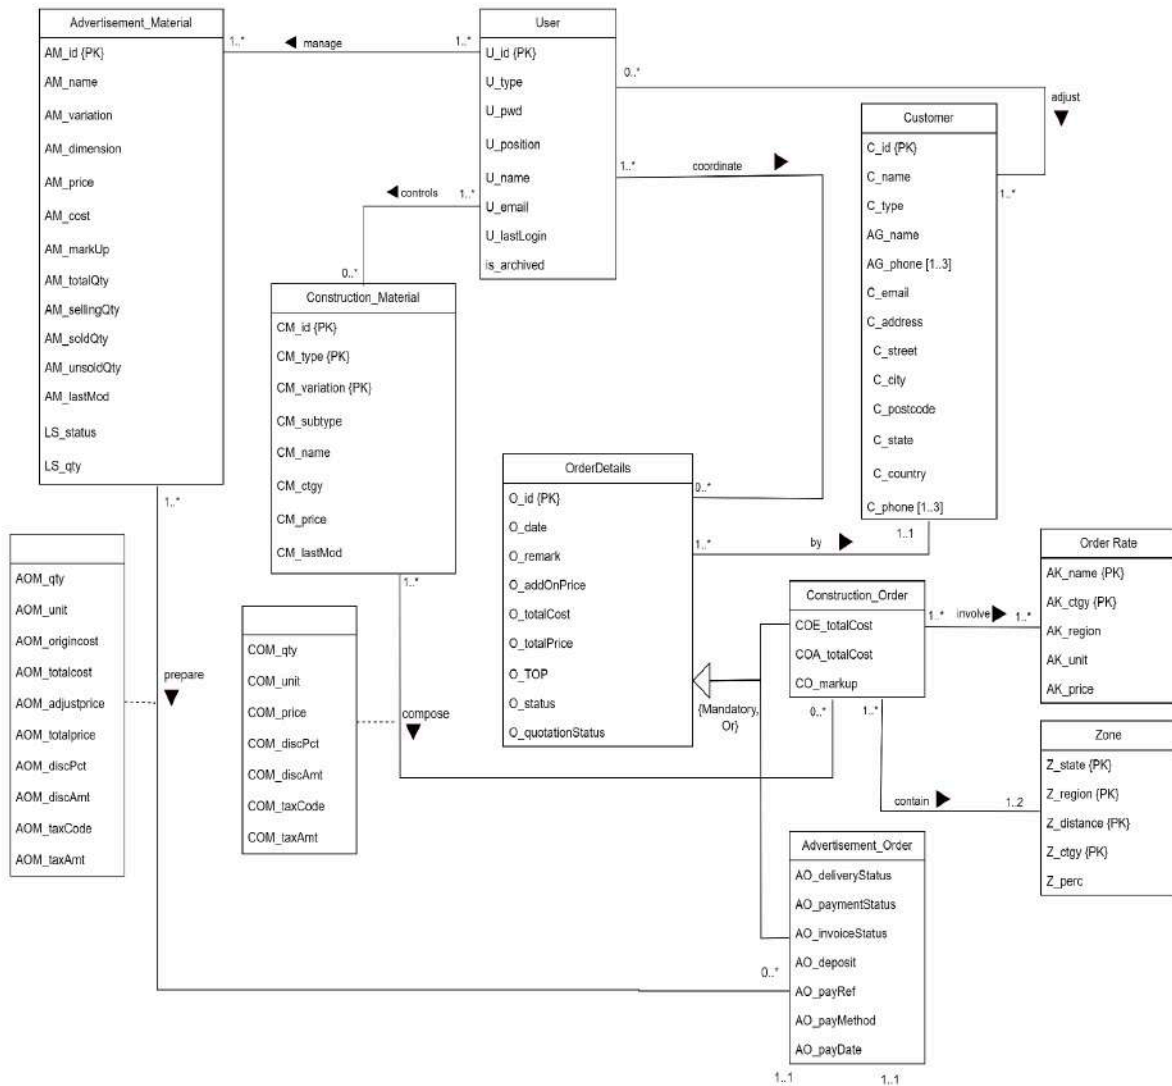 Advertisement_Material
AM_id {PK}
AM_name
AM_variation
AM_dimension
AM_price
AM_cost
AM_markUp
AM_totalQty
AM_sellingQty
AM_soldQty
AM_unsoldQty
AM_lastMod
LS_status
LS_qty
1..*
manage
1..*
User
U_id {PK}
U_type
U_pwd
U_position
U_name
U_email
U_lastLogin
is_archived
0..*
adjust
1..*
1..*
coordinate
0..*
controls
1..*
0..*
Customer
C_id {PK}
C_name
C_type
AG_name
AG_phone [1..3]
C_email
C_address
C_street
C_city
C_postcode
C_state
C_country
C_phone [1..3]
Construction_Material
CM_id {PK}
CM_type {PK}
CM_variation {PK}
CM_subtype
CM_name
CM_ctgy
CM_price
CM_lastMod
1..*
OrderDetails
O_id {PK}
O_date
O_remark
O_addOnPrice
O_totalCost
O_totalPrice
O_TOP
O_status
O_quotationStatus
1..*
by
1..1
{Mandatory,
Or}
1..*
AOM_qty
AOM_unit
AOM_origincost
AOM_totalcost
AOM_adjustprice
AOM_totalprice
AOM_discPct
AOM_discAmt
AOM_taxCode
AOM_taxAmt
prepare
COM_qty
COM_unit
COM_price
COM_discPct
COM_discAmt
COM_taxCode
COM_taxAmt
compose
Construction_Order
COE_totalCost
COA_totalCost
CO_markup
0..*
1..*
1..*
involve
1..*
Order Rate
AK_name {PK}
AK_ctgy {PK}
AK_region
AK_unit
AK_price
contain
1..2
Zone
Z_state {PK}
Z_region {PK}
Z_distance {PK}
Z_ctgy {PK}
Z_perc
Advertisement_Order
AO_deliveryStatus
AO_paymentStatus
AO_invoiceStatus
AO_deposit
AO_payRef
AO_payMethod
AO_payDate
0..*
1..1
1..1